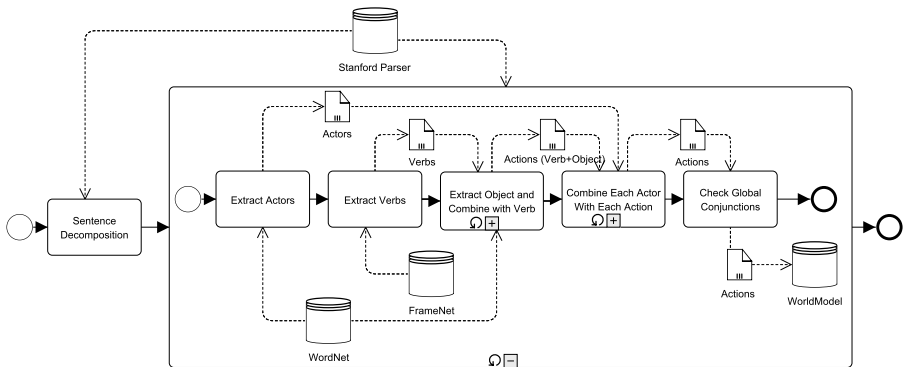 Stanford Parser
Actors
Verbs
Actions (Verb+Object)
Actions
Sentence
Decomposition
Extract Actors
Extract Verbs
Extract Object and
Combine with Verb
Combine Each Actor
With Each Action
Check Global
Conjunctions
FrameNet
WordNet
Actions
WorldModel